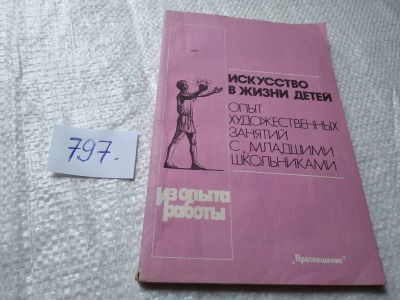 797.
ИСКУССТВО
В ЖИЗНИ ДЕТЕЙ
ОПЫТ
ХУДОЖЕСТВЕННЫХ
ЗАНЯТИЙ
С МЛАДШИМИ
ШКОЛЬНИКАМИ
из опыта
работы
„Просвещение"